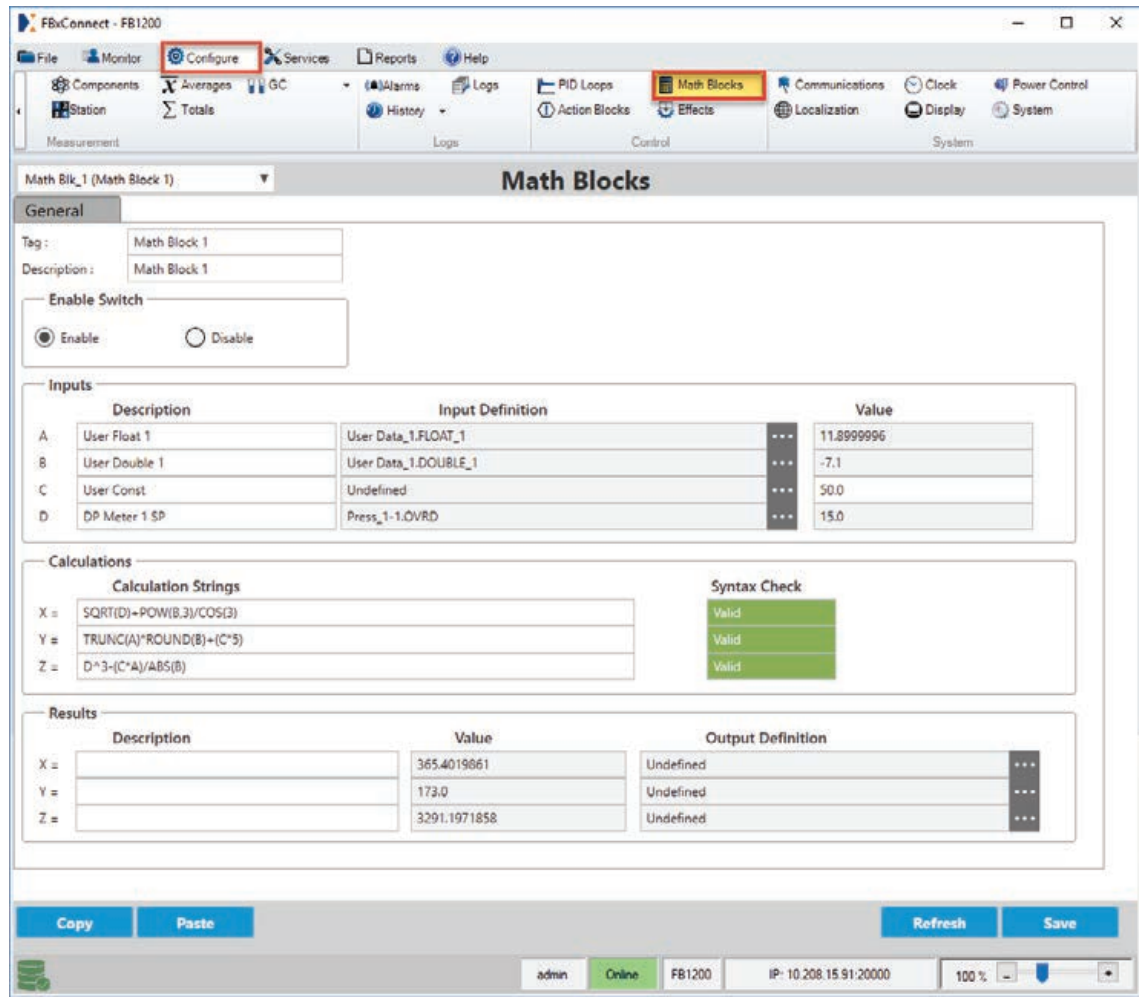 FBxConnect - FB1200
File Monitor Configure Services Reports Help
Components Averages GC Alarms Logs PID Loops Math Blocks Communications Clock Power Control
Station Totals History Action Blocks Effects Localization Display System
Measurement Logs Control System
Math Blk_1 (Math Block 1) Math Blocks
General
Tag : Math Block 1
Description : Math Block 1
Enable Switch
Enable Disable
Inputs
Description Input Definition Value
A User Float 1 User Data_1.FLOAT_1 ... 11.8999996
B User Double 1 User Data_1.DOUBLE_1 ... -7.1
C User Const Undefined ... 50.0
D DP Meter 1 SP Press_1-1.OVRD ... 15.0
Calculations
Calculation Strings Syntax Check
X = SQRT(D)+POW(B,3)/COS(3) Valid
Y = TRUNC(A)*ROUND(B)+(C*5) Valid
Z = D^3-(C*A)/ABS(B) Valid
Results
Description Value Output Definition
X = 365.4019861 Undefined ...
Y = 173.0 Undefined ...
Z = 3291.1971858 Undefined ...
Copy Paste Refresh Save
admin Online FB1200 IP: 10.208.15.91:20000 100 % - +